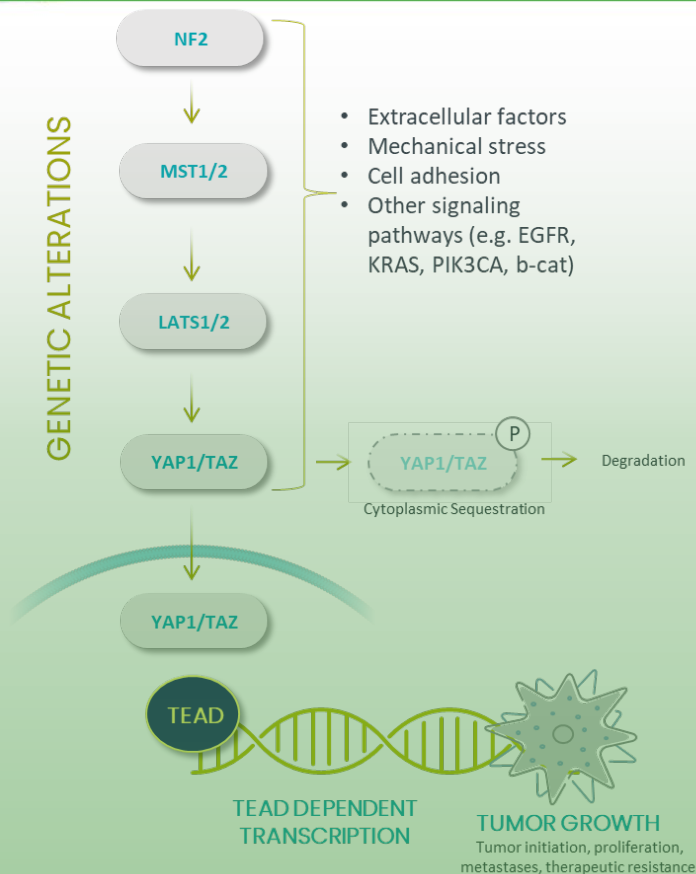 NF2
GENETIC ALTERATIONS
MST1/2
LATS1/2
YAP1/TAZ
• Extracellular factors
• Mechanical stress
• Cell adhesion
• Other signaling
pathways (e.g. EGFR,
KRAS, PIK3CA, b-cat)
P
YAP1/TAZ
Degradation
Cytoplasmic Sequestration
YAP1/TAZ
TEAD
TEAD DEPENDENT
TRANSCRIPTION
TUMOR GROWTH
Tumor initiation, proliferation,
metastases, therapeutic resistance